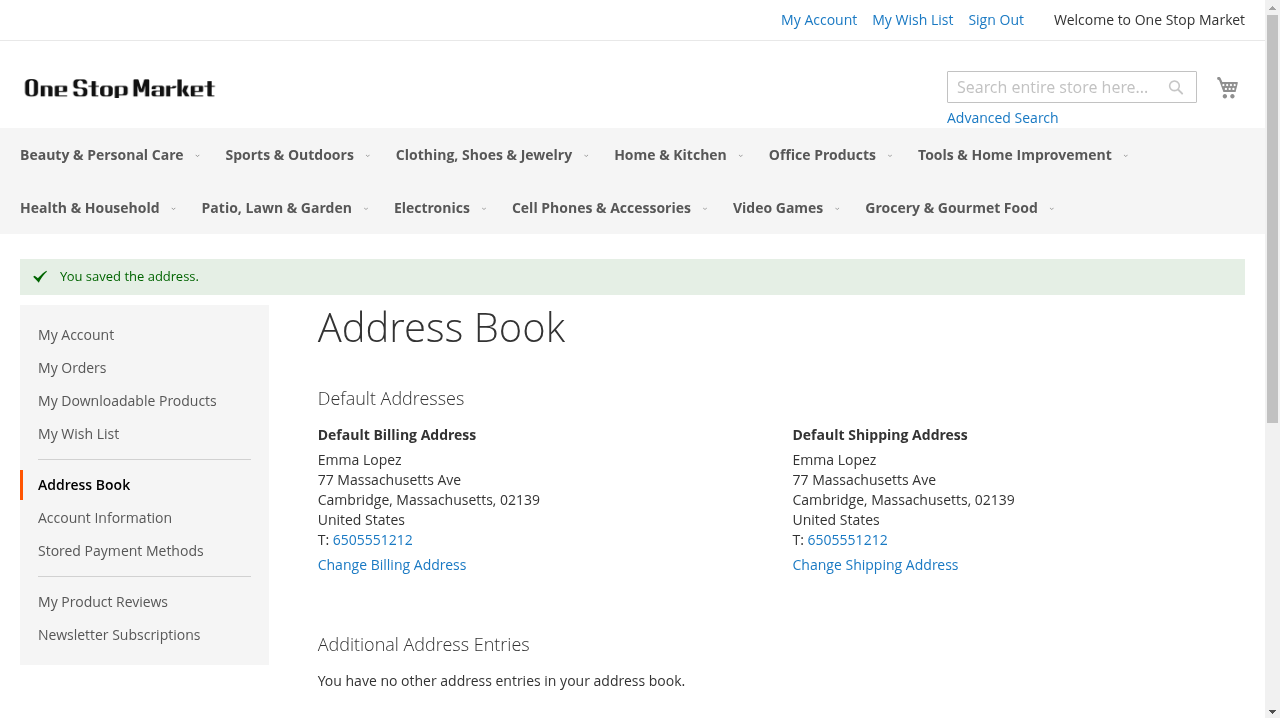 My Account My Wish List Sign Out Welcome to One Stop Market
One Stop Market
Search entire store here...
Advanced Search
Beauty & Personal Care Sports & Outdoors Clothing, Shoes & Jewelry Home & Kitchen Office Products Tools & Home Improvement
Health & Household Patio, Lawn & Garden Electronics Cell Phones & Accessories Video Games Grocery & Gourmet Food
You saved the address.
My Account
My Orders
My Downloadable Products
My Wish List
Address Book
Account Information
Stored Payment Methods
My Product Reviews
Newsletter Subscriptions
Address Book
Default Addresses
Default Billing Address
Emma Lopez
77 Massachusetts Ave
Cambridge, Massachusetts, 02139
United States
T: 6505551212
Change Billing Address
Default Shipping Address
Emma Lopez
77 Massachusetts Ave
Cambridge, Massachusetts, 02139
United States
T: 6505551212
Change Shipping Address
Additional Address Entries
You have no other address entries in your address book.